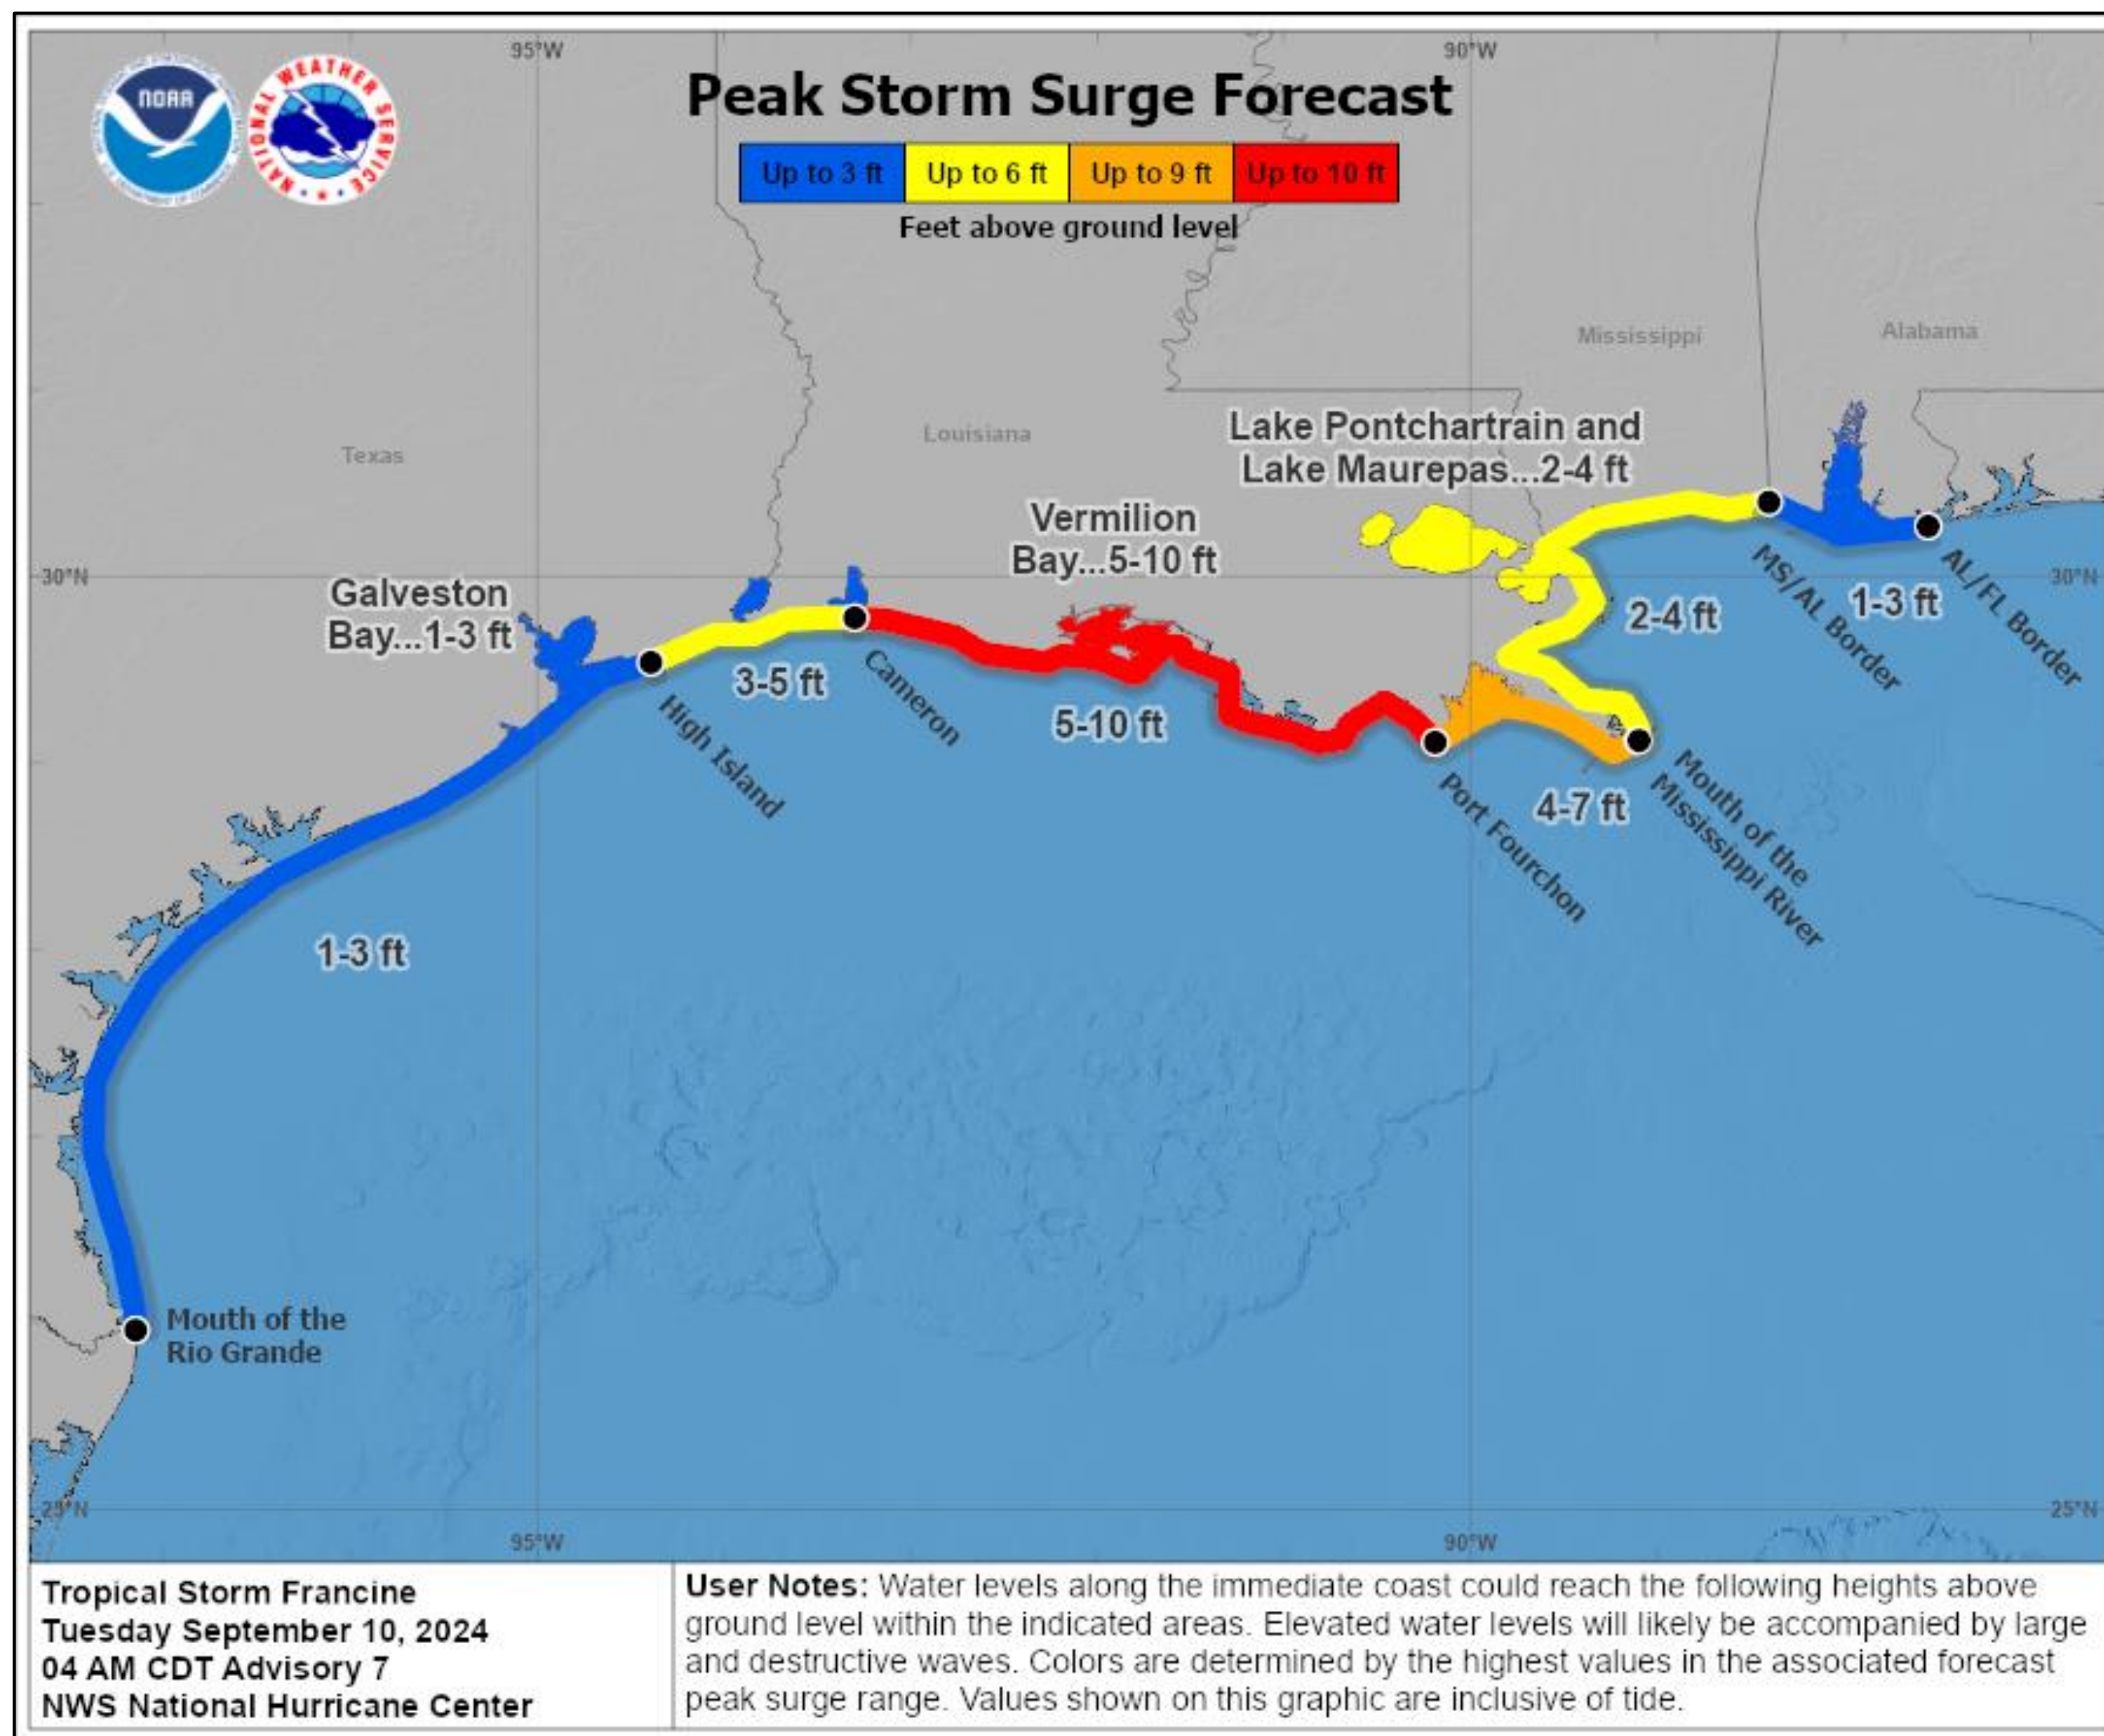 95°W
90°W
NOAA
NATIONAL WEATHER SERVICE
Peak Storm Surge Forecast
Up to 3 ft
Up to 6 ft
Up to 9 ft
Up to 10 ft
Feet above ground level
Mississippi
Alabama
Texas
Louisiana
Lake Pontchartrain and
Lake Maurepas...2-4 ft
Vermilion
Bay...5-10 ft
30°N
30°N
Galveston
Bay...1-3 ft
MS/AL Border
1-3 ft
AL/FL Border
2-4 ft
3-5 ft
Cameron
High Island
5-10 ft
Port Fourchon
4-7 ft
Mouth of the
Mississippi River
1-3 ft
Mouth of the
Rio Grande
25°N
25°N
95°W
90°W
Tropical Storm Francine
Tuesday September 10, 2024
04 AM CDT Advisory 7
NWS National Hurricane Center
User Notes: Water levels along the immediate coast could reach the following heights above
ground level within the indicated areas. Elevated water levels will likely be accompanied by large
and destructive waves. Colors are determined by the highest values in the associated forecast
peak surge range. Values shown on this graphic are inclusive of tide.